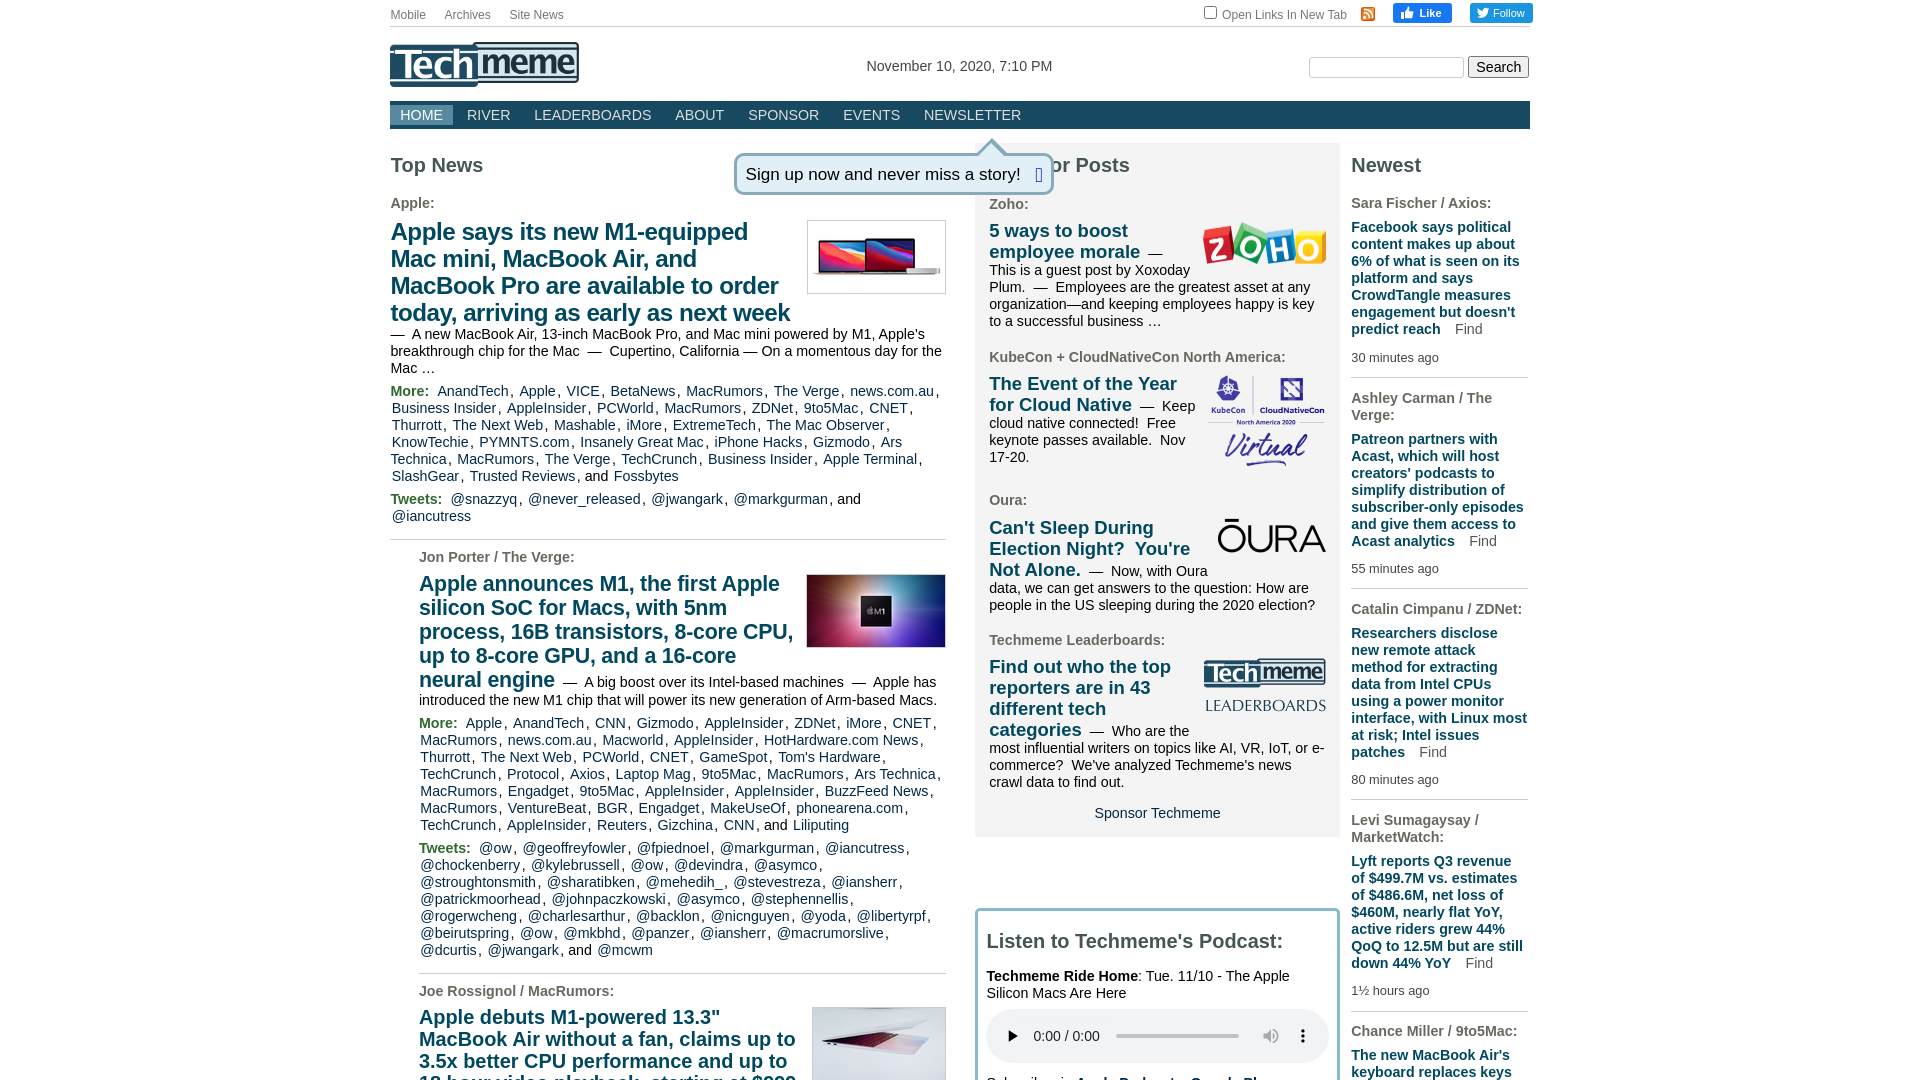 Mobile Archives Site News
Open Links In New Tab
Like
Follow
Techmeme
November 10, 2020, 7:10 PM
Search
HOME RIVER LEADERBOARDS ABOUT SPONSOR EVENTS NEWSLETTER
Sign up now and never miss a story!
Top News
Apple:
Apple says its new M1-equipped
Mac mini, MacBook Air, and
MacBook Pro are available to order
today, arriving as early as next week
— A new MacBook Air, 13-inch MacBook Pro, and Mac mini powered by M1, Apple's
breakthrough chip for the Mac — Cupertino, California — On a momentous day for the
Mac …
More: AnandTech, Apple, VICE, BetaNews, MacRumors, The Verge, news.com.au,
Business Insider, AppleInsider, PCWorld, MacRumors, ZDNet, 9to5Mac, CNET,
Thurrott, The Next Web, Mashable, iMore, ExtremeTech, The Mac Observer,
KnowTechie, PYMNTS.com, Insanely Great Mac, iPhone Hacks, Gizmodo, Ars
Technica, MacRumors, The Verge, TechCrunch, Business Insider, Apple Terminal,
SlashGear, Trusted Reviews, and Fossbytes
Tweets: @snazzyq, @never_released, @jwangark, @markgurman, and
@iancutress
Jon Porter / The Verge:
Apple announces M1, the first Apple
silicon SoC for Macs, with 5nm
process, 16B transistors, 8-core CPU,
up to 8-core GPU, and a 16-core
neural engine — A big boost over its Intel-based machines — Apple has
introduced the new M1 chip that will power its new generation of Arm-based Macs.
M1
More: Apple, AnandTech, CNN, Gizmodo, AppleInsider, ZDNet, iMore, CNET,
MacRumors, news.com.au, Macworld, AppleInsider, HotHardware.com News,
Thurrott, The Next Web, PCWorld, CNET, GameSpot, Tom's Hardware,
TechCrunch, Protocol, Axios, Laptop Mag, 9to5Mac, MacRumors, Ars Technica,
MacRumors, Engadget, 9to5Mac, AppleInsider, AppleInsider, BuzzFeed News,
MacRumors, VentureBeat, BGR, Engadget, MakeUseOf, phonearena.com,
TechCrunch, AppleInsider, Reuters, Gizchina, CNN, and Liliputing
Tweets: @ow, @geoffreyfowler, @fpiednoel, @markgurman, @iancutress,
@chockenberry, @kylebrussell, @ow, @devindra, @asymco,
@stroughtonsmith, @sharatibken, @mehedih_, @stevestreza, @iansherr,
@patrickmoorhead, @johnpaczkowski, @asymco, @stephennellis,
@rogerwcheng, @charlesarthur, @backlon, @nicnguyen, @yoda, @libertyrpf,
@beirutspring, @ow, @mkbhd, @panzer, @iansherr, @macrumorslive,
@dcurtis, @jwangark, and @mcwm
Joe Rossignol / MacRumors:
Apple debuts M1-powered 13.3"
MacBook Air without a fan, claims up to
3.5x better CPU performance and up to
18 hour video playback, starting at $999
or Posts
Zoho:
5 ways to boost
employee morale —
This is a guest post by Xoxoday
Plum. — Employees are the greatest asset at any
organization—and keeping employees happy is key
to a successful business …
ZOHO
KubeCon + CloudNativeCon North America:
The Event of the Year
for Cloud Native — Keep
cloud native connected! Free
keynote passes available. Nov
17-20.
KubeCon CloudNativeCon
North America 2020
Virtual
Oura:
Can't Sleep During
Election Night? You're
Not Alone. — Now, with Oura
data, we can get answers to the question: How are
people in the US sleeping during the 2020 election?
ŌURA
Techmeme Leaderboards:
Find out who the top
reporters are in 43
different tech
categories — Who are the
most influential writers on topics like AI, VR, IoT, or e-
commerce? We've analyzed Techmeme's news
crawl data to find out.
Techmeme
LEADERBOARDS
Sponsor Techmeme
Listen to Techmeme's Podcast:
Techmeme Ride Home: Tue. 11/10 - The Apple
Silicon Macs Are Here
0:00 / 0:00
Newest
Sara Fischer / Axios:
Facebook says political
content makes up about
6% of what is seen on its
platform and says
CrowdTangle measures
engagement but doesn't
predict reach Find
30 minutes ago
Ashley Carman / The
Verge:
Patreon partners with
Acast, which will host
creators' podcasts to
simplify distribution of
subscriber-only episodes
and give them access to
Acast analytics Find
55 minutes ago
Catalin Cimpanu / ZDNet:
Researchers disclose
new remote attack
method for extracting
data from Intel CPUs
using a power monitor
interface, with Linux most
at risk; Intel issues
patches Find
80 minutes ago
Levi Sumagaysay /
MarketWatch:
Lyft reports Q3 revenue
of $499.7M vs. estimates
of $486.6M, net loss of
$460M, nearly flat YoY,
active riders grew 44%
QoQ to 12.5M but are still
down 44% YoY Find
1½ hours ago
Chance Miller / 9to5Mac:
The new MacBook Air's
keyboard replaces keys